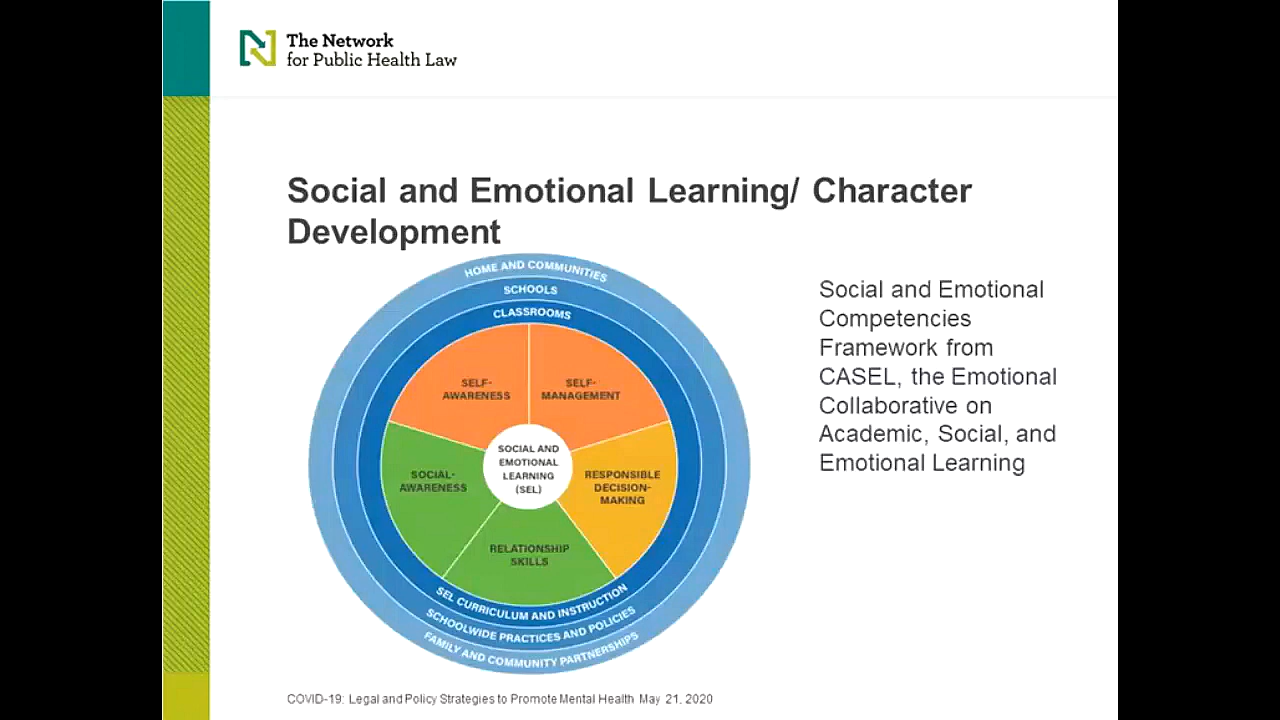 The Network
for Public Health Law
Social and Emotional Learning/ Character
Development
HOME AND COMMUNITIES
SCHOOLS
CLASSROOMS
SELF-
AWARENESS
SELF-
MANAGEMENT
SOCIAL AND
EMOTIONAL
LEARNING
(SEL)
SOCIAL-
AWARENESS
RESPONSIBLE
DECISION-
MAKING
RELATIONSHIP
SKILLS
SEL CURRICULUM AND INSTRUCTION
SCHOOLWIDE PRACTICES AND POLICIES
FAMILY AND COMMUNITY PARTNERSHIPS
Social and Emotional
Competencies
Framework from
CASEL, the Emotional
Collaborative on
Academic, Social, and
Emotional Learning
COVID-19: Legal and Policy Strategies to Promote Mental Health May 21, 2020